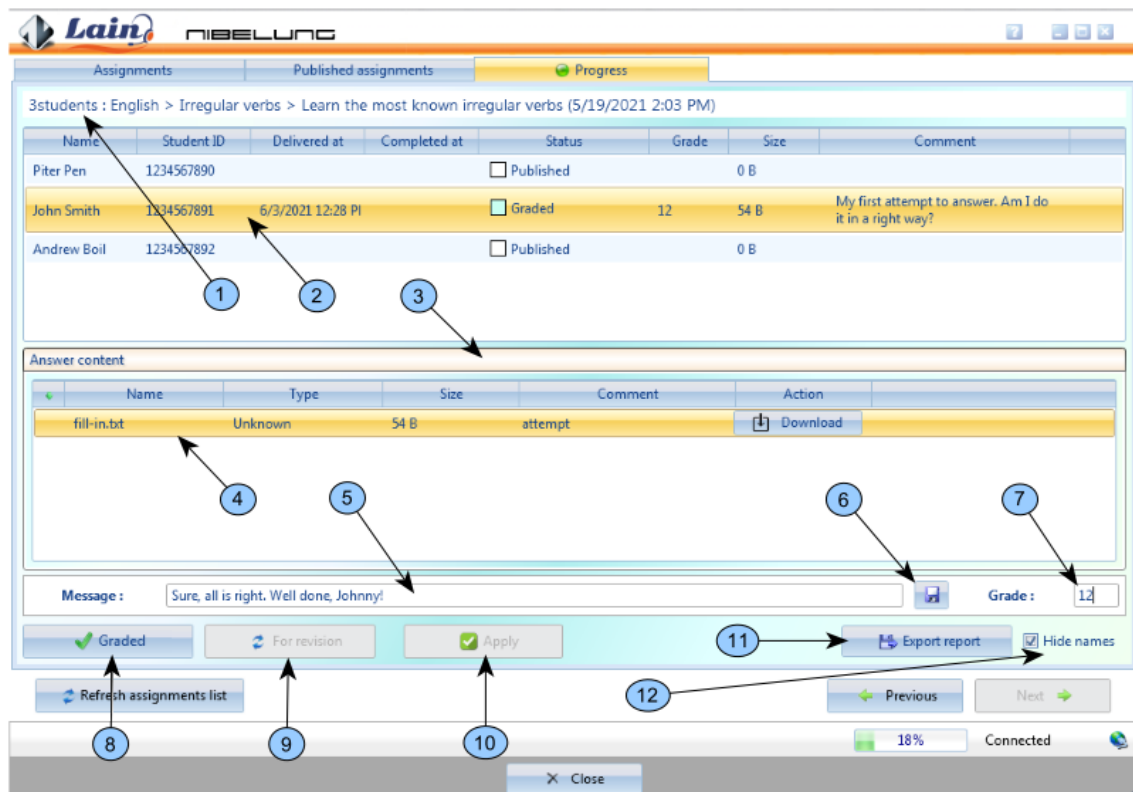 Lain NIBELUNG ?
Assignments Published assignments Progress
3students : English > Irregular verbs > Learn the most known irregular verbs (5/19/2021 2:03 PM)
Name Student ID Delivered at Completed at Status Grade Size Comment
Piter Pen 1234567890 Published 0 B
John Smith 1234567891 6/3/2021 12:28 PI Graded 12 54 B My first attempt to answer. Am I do
it in a right way?
Andrew Boil 1234567892 Published 0 B
1 2 3
Answer content
Name Type Size Comment Action
fill-in.txt Unknown 54 B attempt Download
4 5 6 7
Message : Sure, all is right. Well done, Johnny! Grade : 12
Graded For revision Apply 11 Export report Hide names
Refresh assignments list 12 Previous Next
8 9 10 18% Connected
Close